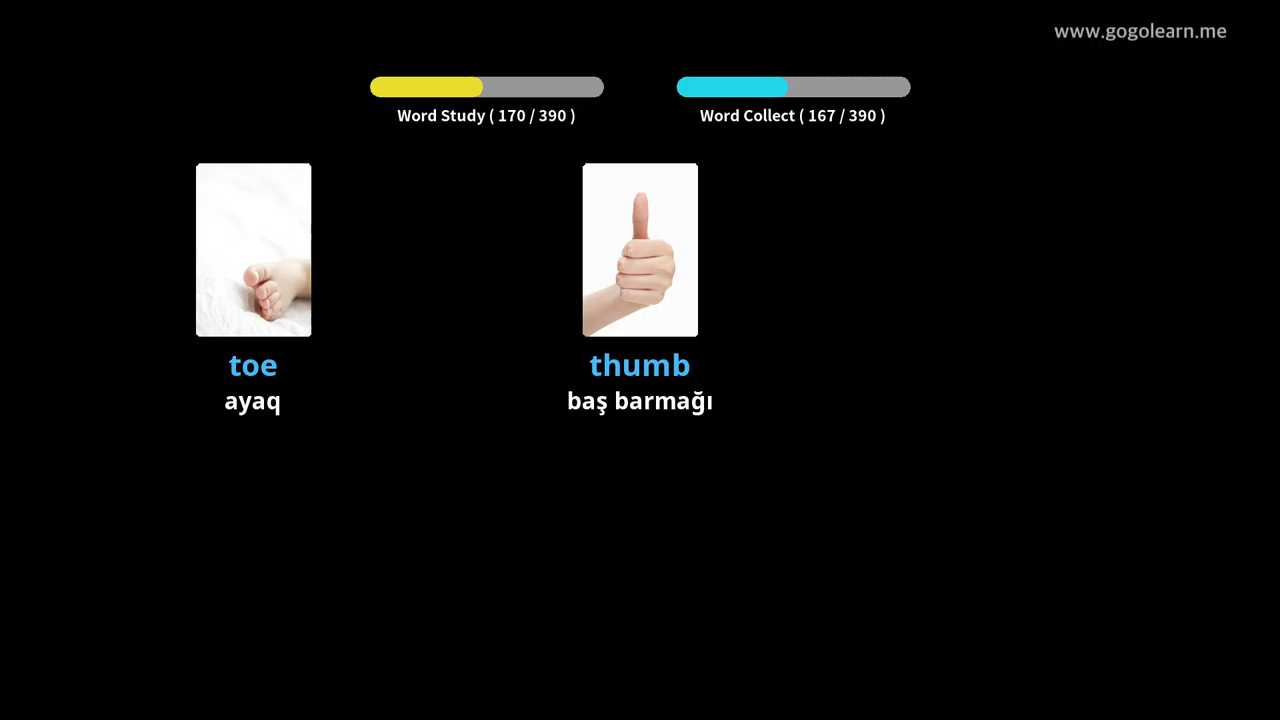 www.gogolearn.me
Word Study ( 170 / 390 )
Word Collect ( 167 / 390 )
toe
ayaq
thumb
baş barmağı